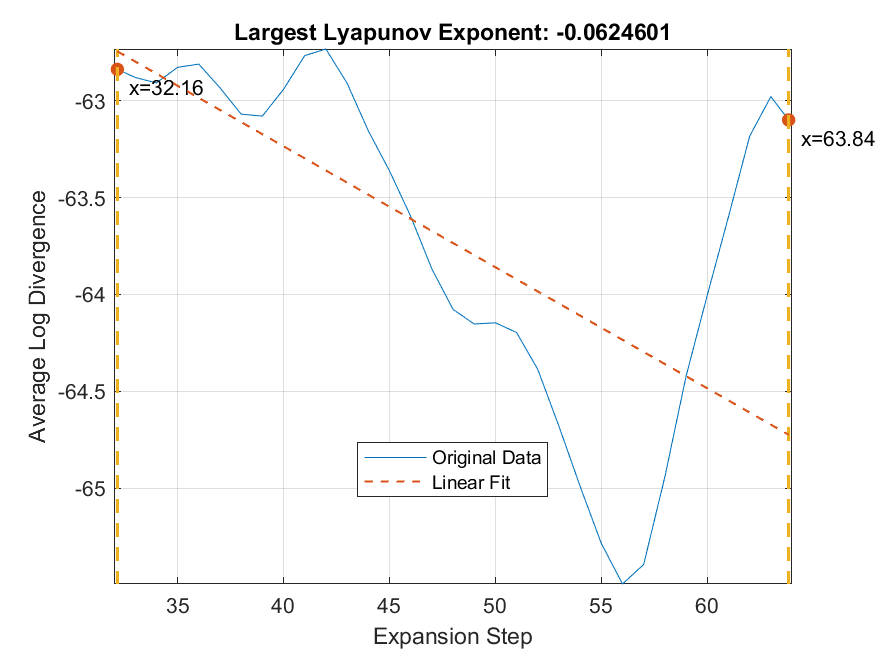 Largest Lyapunov Exponent: -0.0624601
Average Log Divergence
-63
-63.5
-64
-64.5
-65
x=32.16
x=63.84
Original Data
Linear Fit
35 40 45 50 55 60
Expansion Step